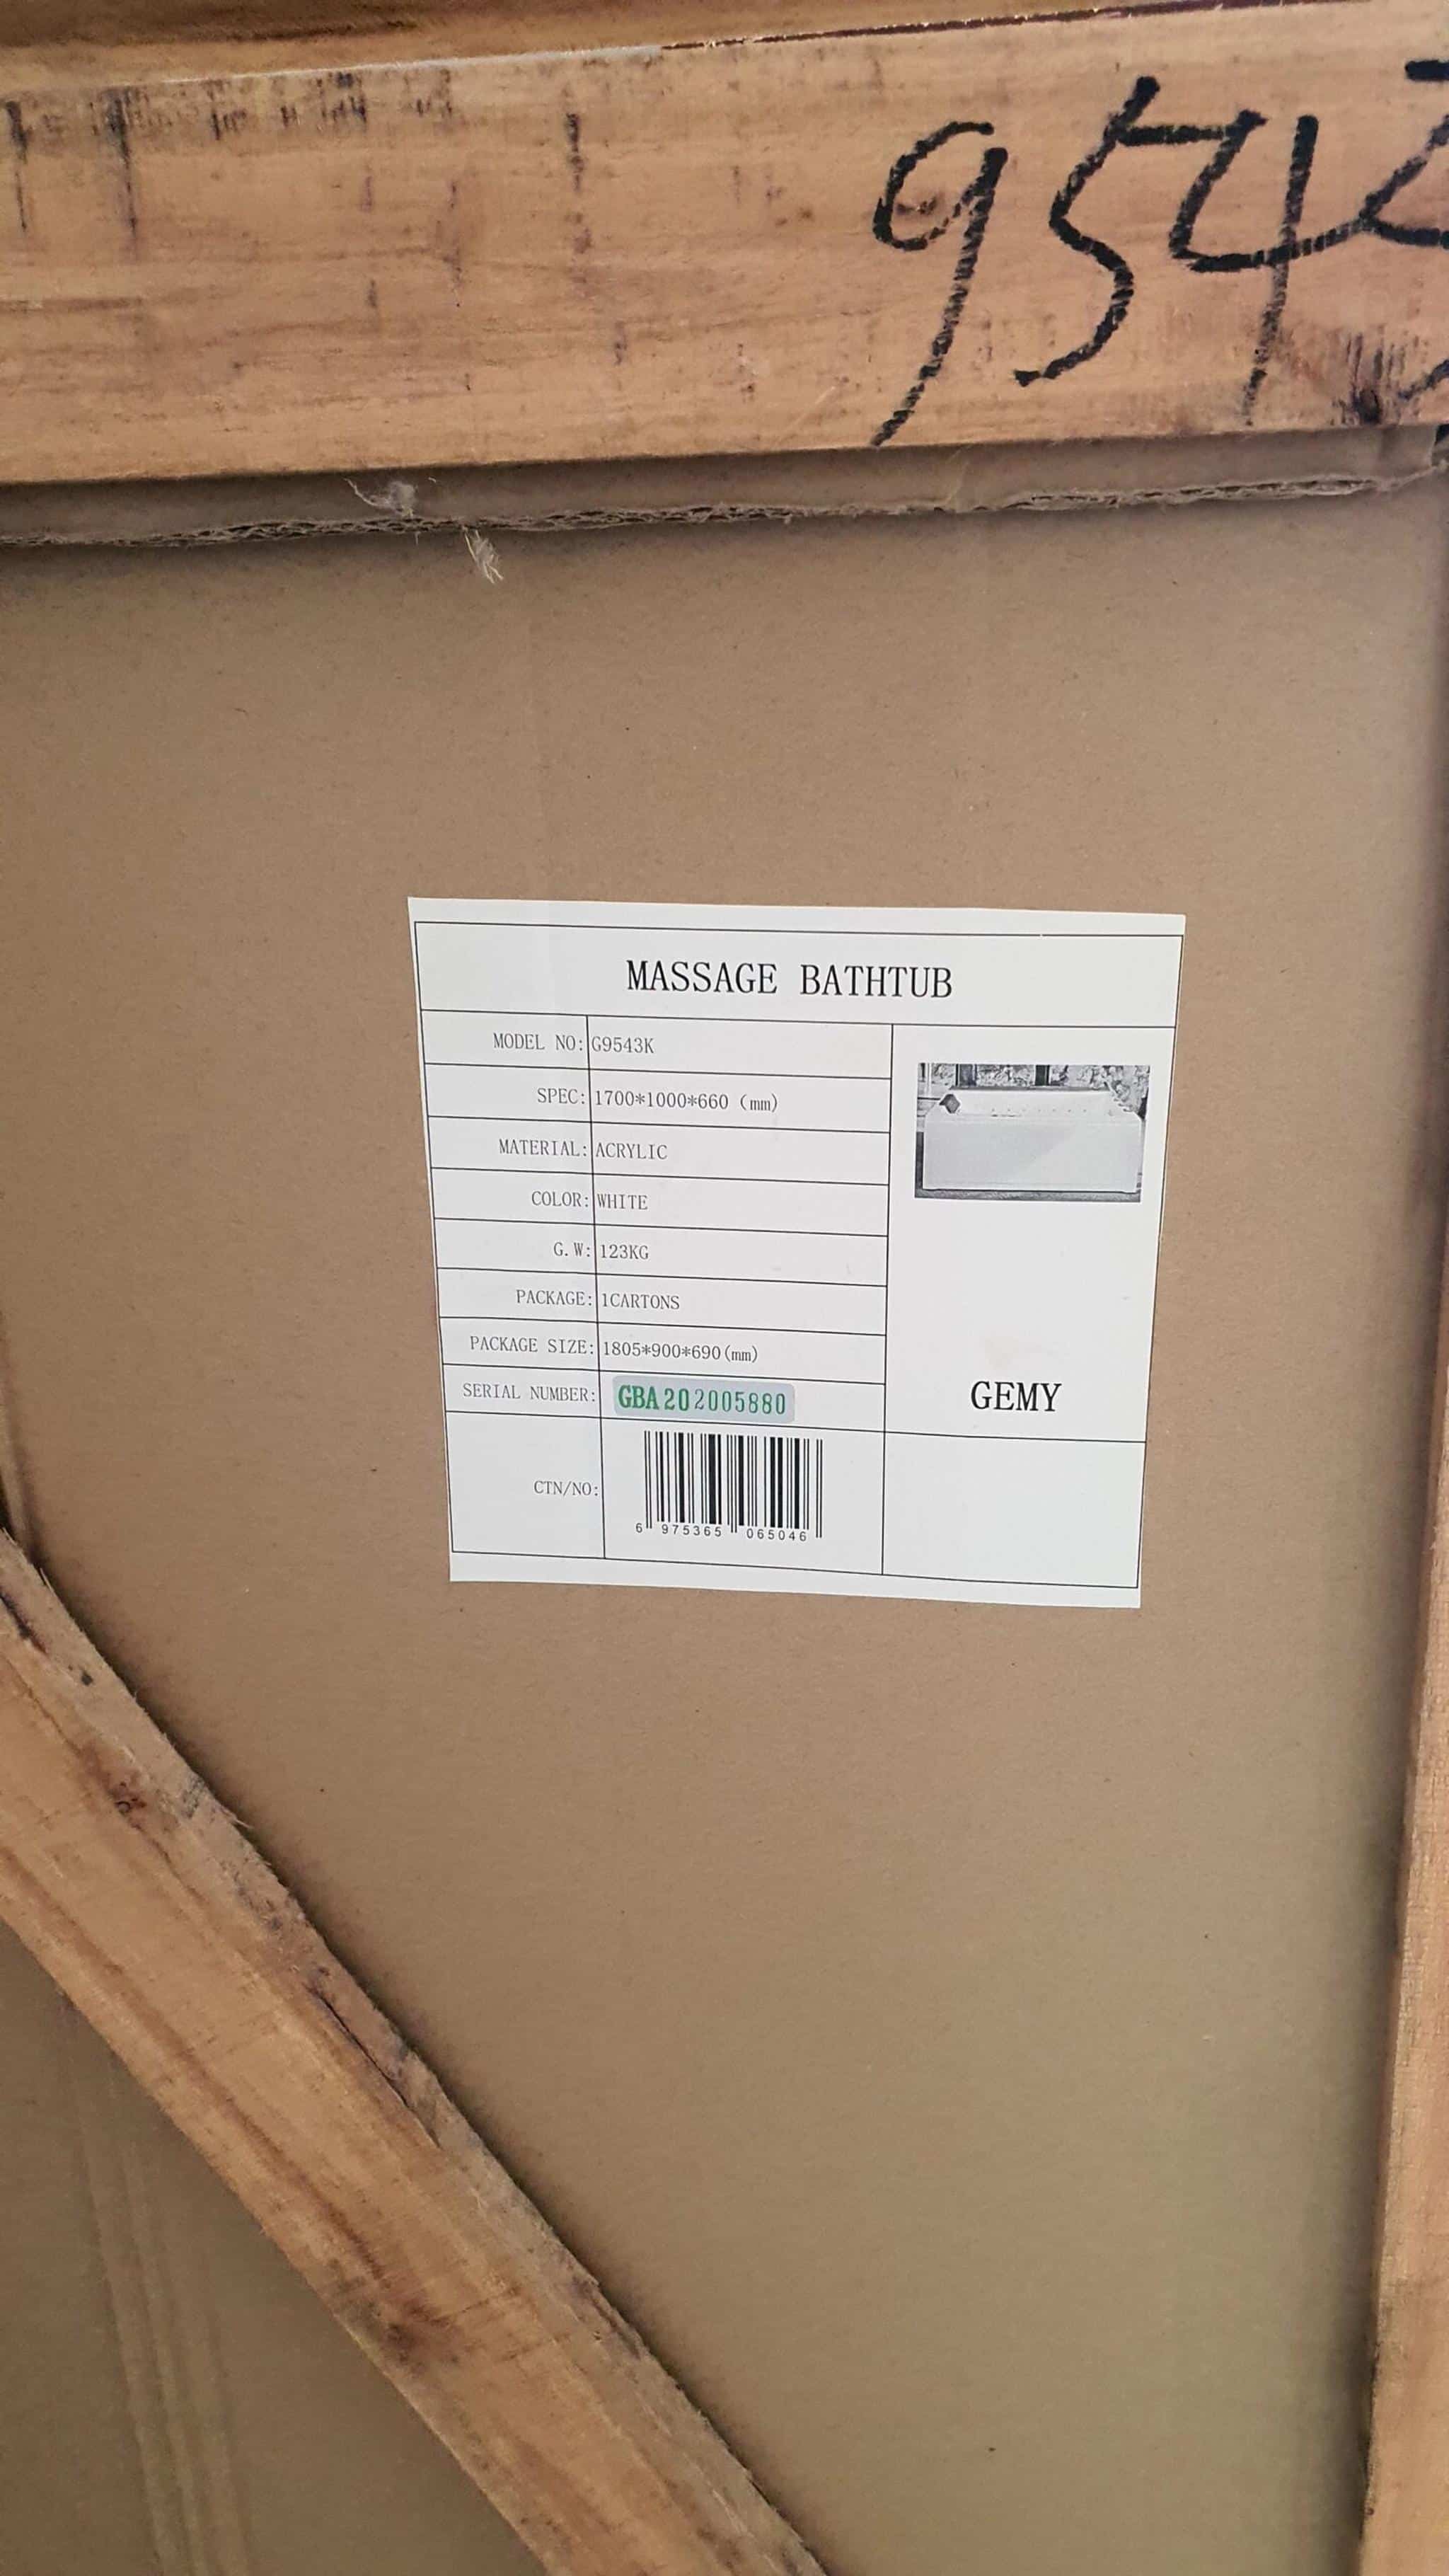 954
MASSAGE BATHTUB
MODEL NO: G9543K
SPEC: 1700*1000*660 (mm)
MATERIAL: ACRYLIC
COLOR: WHITE
G.W: 123KG
PACKAGE: 1CARTONS
PACKAGE SIZE: 1805*900*690(mm)
SERIAL NUMBER: GBA202005880
GEMY
CTN/NO:
6 975365 065046